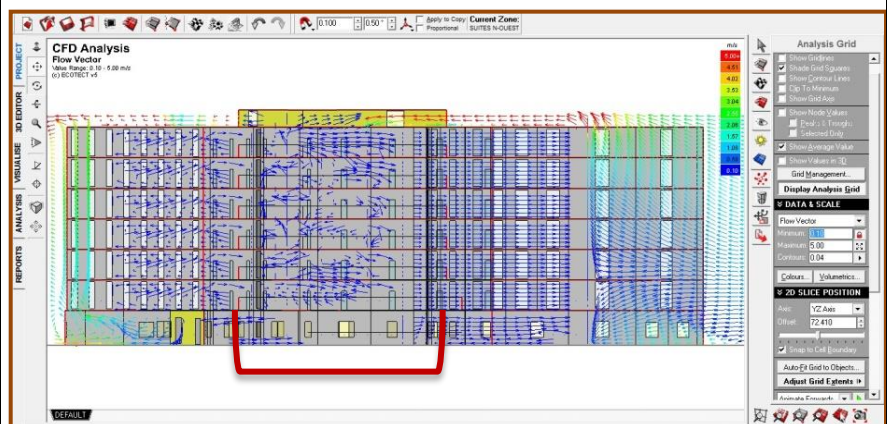 0.100
0.50 °
Apply to Copy
Proportional
Current Zone:
SUITES N-OUEST
PROJECT
3D EDITOR
VISUALISE
ANALYSIS
REPORTS
CFD Analysis
Flow Vector
Value Range: 0.10 - 5.00 m/s
(c) ECOTECT v5
m/s
5.00+
4.51
4.02
3.53
3.04
2.06
1.57
1.08
0.10
DEFAULT
Analysis Grid
Show Gridlines
Shade Grid Squares
Show Contour Lines
Clip To Minimum
Show Grid Axis
Show Node Values
Peaks & Troughs
Selected Only
Show Average Value
Show Values in 3D
Grid Management...
Display Analysis Grid
DATA & SCALE
Flow Vector
Minimum: 0.10
Maximum: 5.00
Contours: 0.04
Colours...
Volumetrics...
2D SLICE POSITION
Axis: YZ Axis
Offset: 72.410
Snap to Cell Boundary
Auto-Fit Grid to Objects...
Adjust Grid Extents
Animate Forwards